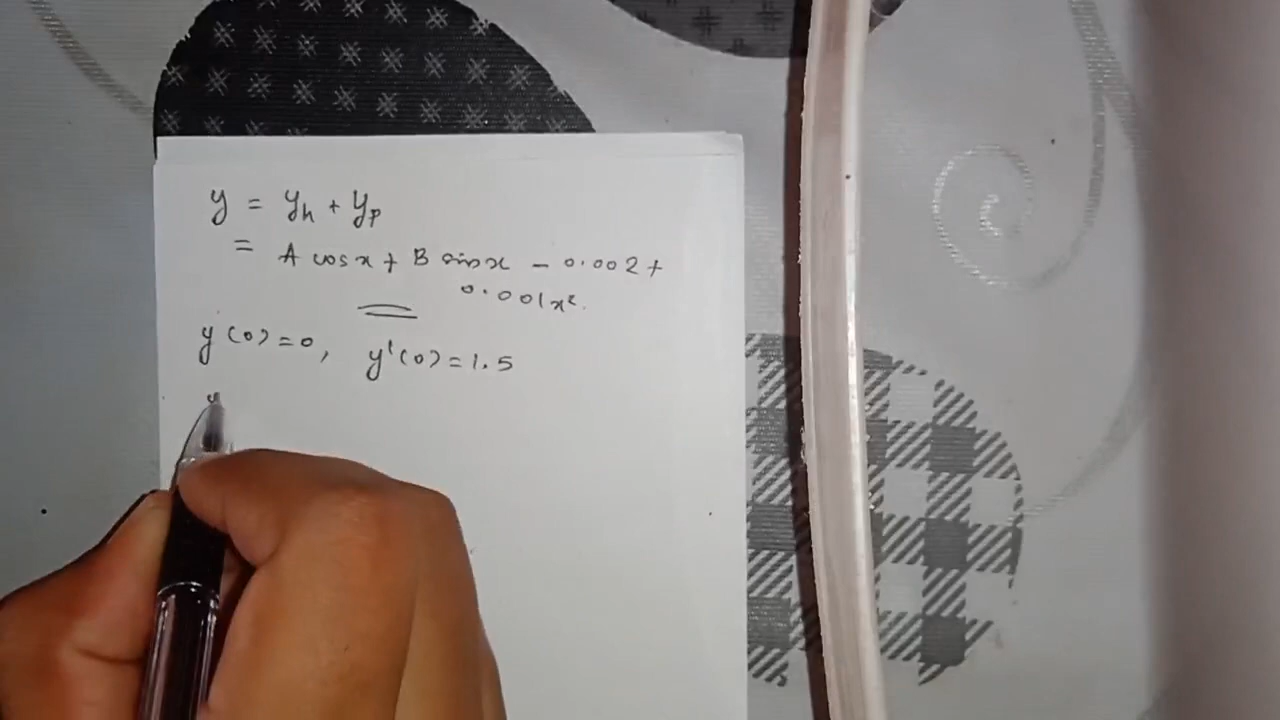 y = yh + yp
= A cos x + B sin x - 0.002 +
0.001x².
y(0) = 0, y'(0) = 1.5